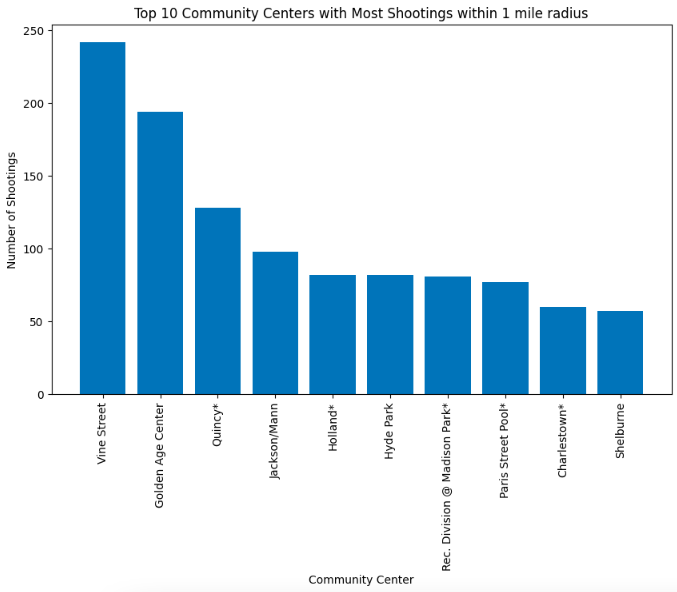 Top 10 Community Centers with Most Shootings within 1 mile radius
Number of Shootings
250
200
150
100
50
0
Vine Street
Golden Age Center
Quincy*
Jackson/Mann
Holland*
Hyde Park
Rec. Division @ Madison Park*
Paris Street Pool*
Charlestown*
Shelburne
Community Center